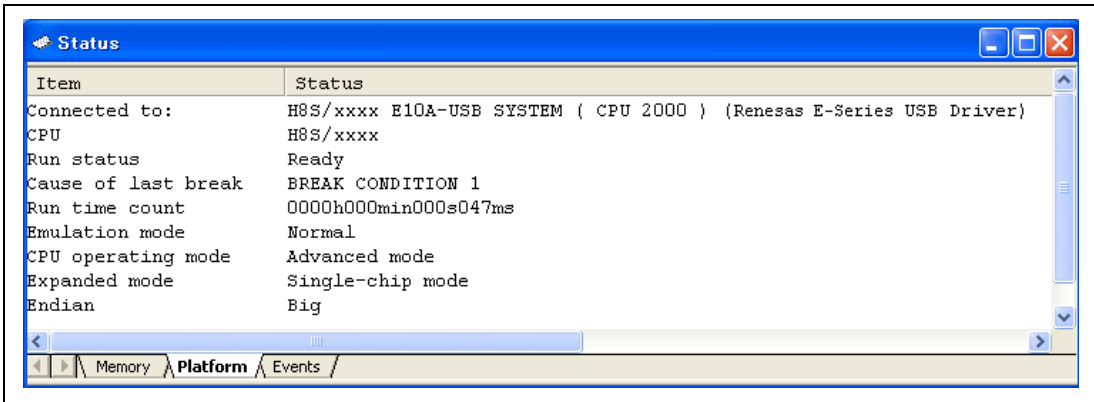 Status
Item Status
Connected to: H8S/xxxx E10A-USB SYSTEM ( CPU 2000 ) (Renesas E-Series USB Driver)
CPU H8S/xxxx
Run status Ready
Cause of last break BREAK CONDITION 1
Run time count 0000h000min000s047ms
Emulation mode Normal
CPU operating mode Advanced mode
Expanded mode Single-chip mode
Endian Big
Memory Platform Events